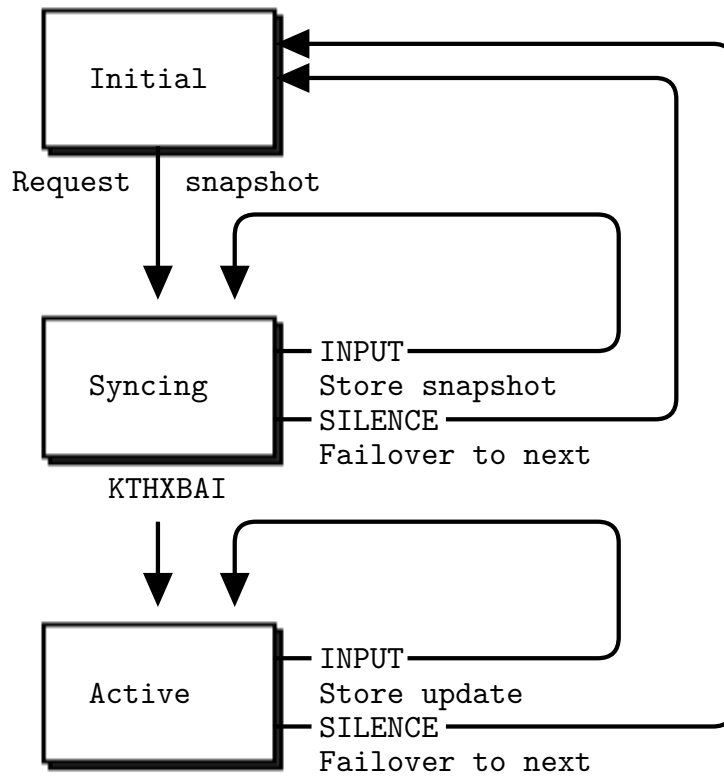 Initial
Request snapshot
INPUT
Syncing Store snapshot
SILENCE
Failover to next
KTHXBAI
INPUT
Active Store update
SILENCE
Failover to next